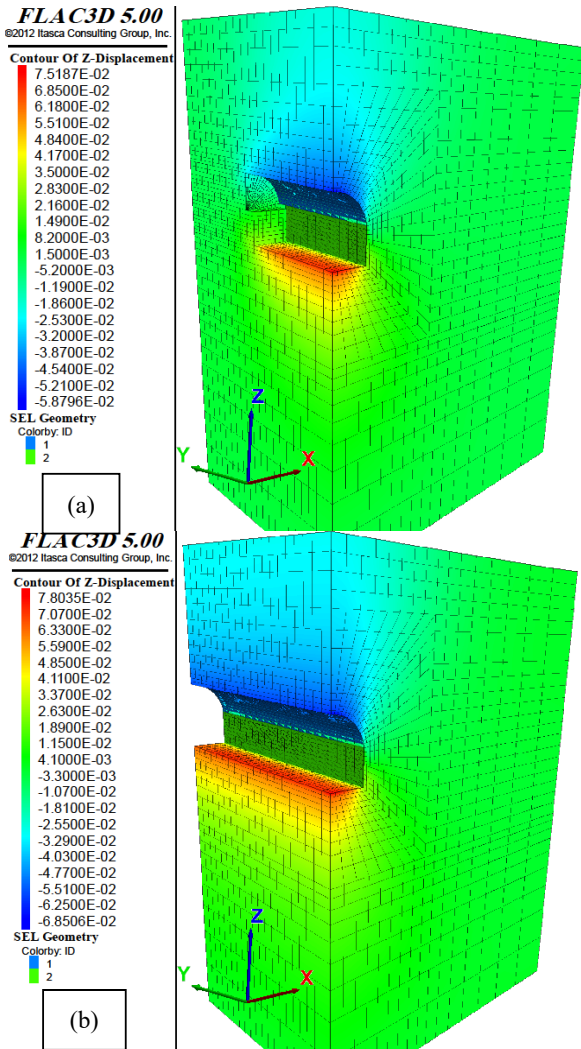 FLAC3D 5.00
©2012 Itasca Consulting Group, Inc.
Contour Of Z-Displacement
7.5187E-02
6.8500E-02
6.1800E-02
5.5100E-02
4.8400E-02
4.1700E-02
3.5000E-02
2.8300E-02
2.1600E-02
1.4900E-02
8.2000E-03
1.5000E-03
-5.2000E-03
-1.1900E-02
-1.8600E-02
-2.5300E-02
-3.2000E-02
-3.8700E-02
-4.5400E-02
-5.2100E-02
-5.8796E-02
SEL Geometry
Colorby: ID
1
2
(a)
Z
Y
X
FLAC3D 5.00
©2012 Itasca Consulting Group, Inc.
Contour Of Z-Displacement
7.8035E-02
7.0700E-02
6.3300E-02
5.5900E-02
4.8500E-02
4.1100E-02
3.3700E-02
2.6300E-02
1.8900E-02
1.1500E-02
4.1000E-03
-3.3000E-03
-1.0700E-02
-1.8100E-02
-2.5500E-02
-3.2900E-02
-4.0300E-02
-4.7700E-02
-5.5100E-02
-6.2500E-02
-6.8506E-02
SEL Geometry
Colorby: ID
1
2
(b)
Z
Y
X